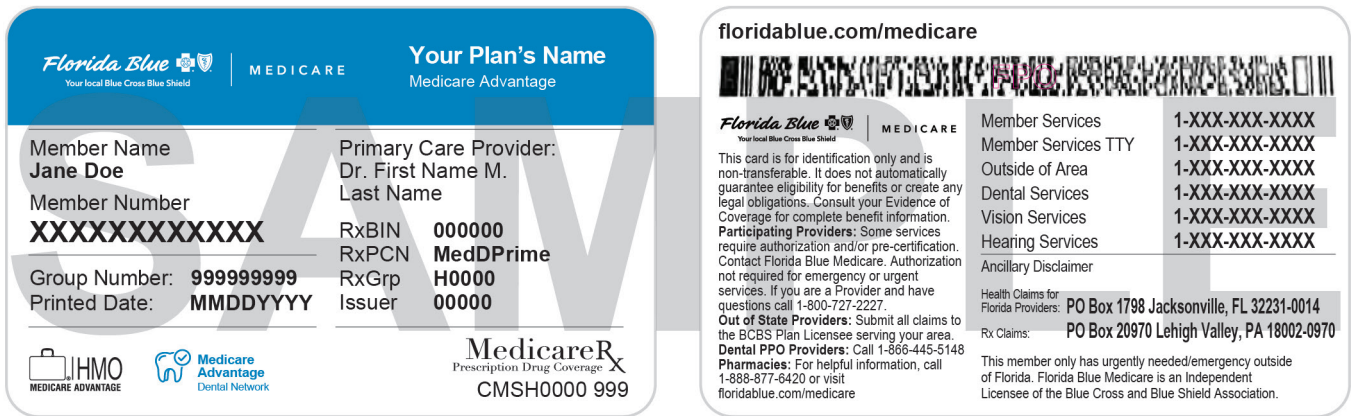 Florida Blue
Your local Blue Cross Blue Shield
MEDICARE
Your Plan's Name
Medicare Advantage
Member Name
Jane Doe
Member Number
XXXXXXXXXXXX
Group Number: 999999999
Printed Date: MMDDYYYY
Primary Care Provider:
Dr. First Name M.
Last Name
RxBIN 000000
RxPCN MedDPrime
RxGrp H0000
Issuer 00000
HMO
MEDICARE ADVANTAGE
Medicare
Advantage
Dental Network
MedicareRx
Prescription Drug Coverage
CMSH0000 999
SAMPLE
floridablue.com/medicare
FPO
Florida Blue
Your local Blue Cross Blue Shield
MEDICARE
This card is for identification only and is
non-transferable. It does not automatically
guarantee eligibility for benefits or create any
legal obligations. Consult your Evidence of
Coverage for complete benefit information.
Participating Providers: Some services
require authorization and/or pre-certification.
Contact Florida Blue Medicare. Authorization
not required for emergency or urgent
services. If you are a Provider and have
questions call 1-800-727-2227.
Out of State Providers: Submit all claims to
the BCBS Plan Licensee serving your area.
Dental PPO Providers: Call 1-866-445-5148
Pharmacies: For helpful information, call
1-888-877-6420 or visit
floridablue.com/medicare
Member Services 1-XXX-XXX-XXXX
Member Services TTY 1-XXX-XXX-XXXX
Outside of Area 1-XXX-XXX-XXXX
Dental Services 1-XXX-XXX-XXXX
Vision Services 1-XXX-XXX-XXXX
Hearing Services 1-XXX-XXX-XXXX
Ancillary Disclaimer
Health Claims for
Florida Providers: PO Box 1798 Jacksonville, FL 32231-0014
Rx Claims: PO Box 20970 Lehigh Valley, PA 18002-0970
This member only has urgently needed/emergency outside
of Florida. Florida Blue Medicare is an Independent
Licensee of the Blue Cross and Blue Shield Association.